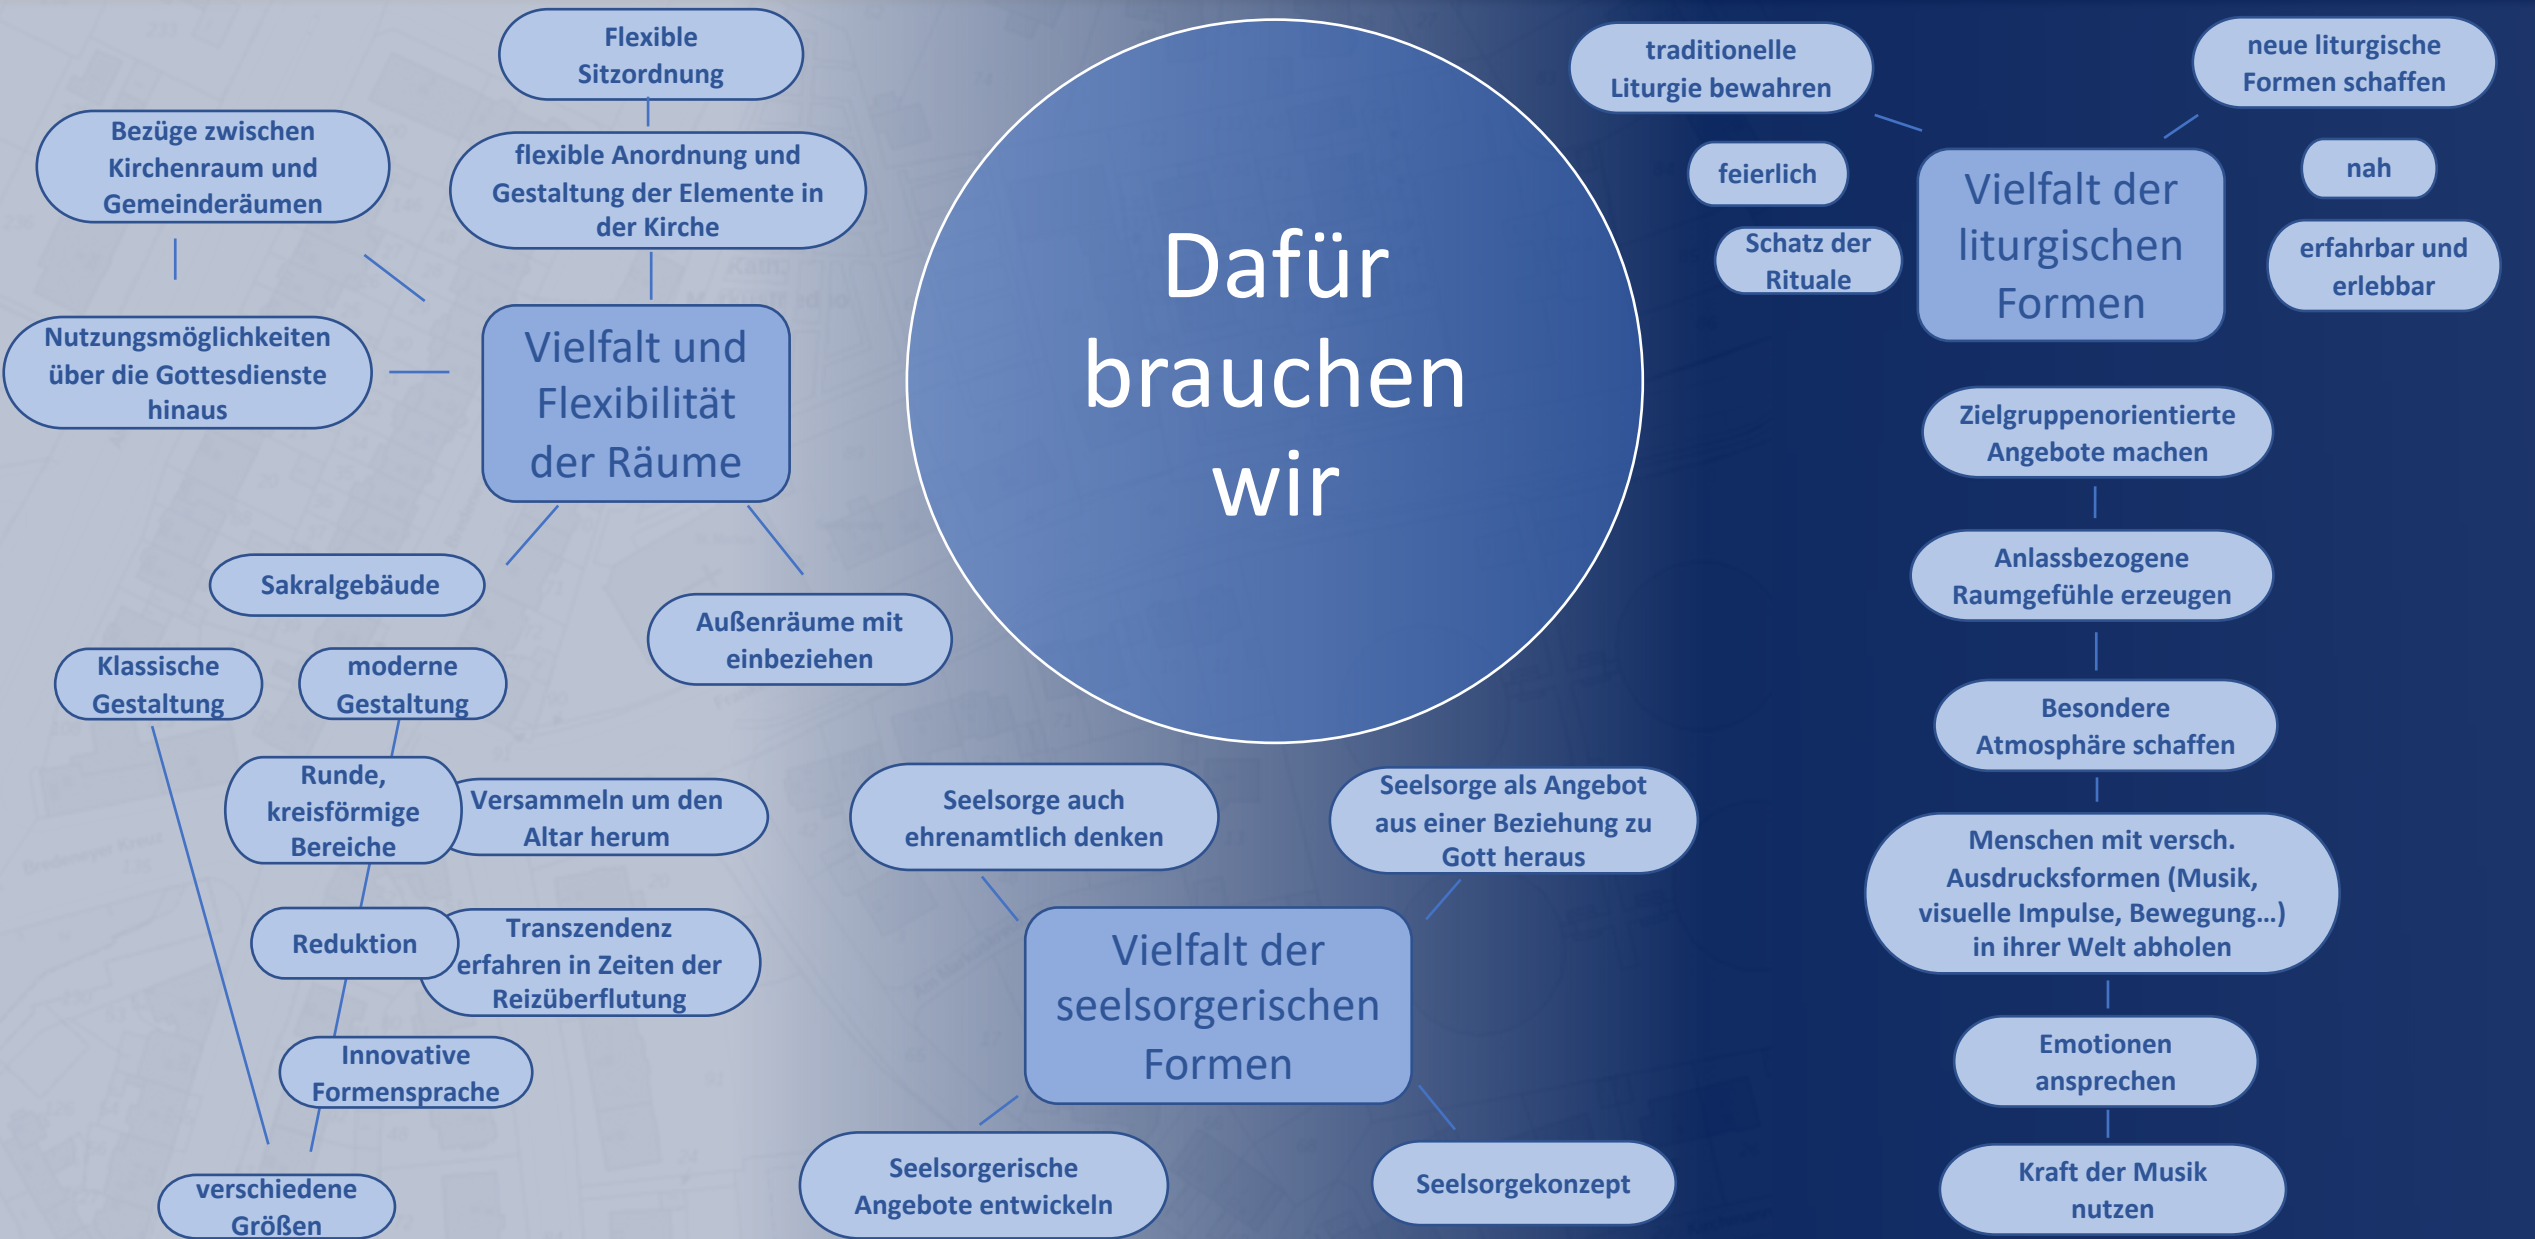 Dafür
brauchen
wir
Flexible
Sitzordnung
flexible Anordnung und
Gestaltung der Elemente in
der Kirche
Bezüge zwischen
Kirchenraum und
Gemeinderäumen
Nutzungsmöglichkeiten
über die Gottesdienste
hinaus
Vielfalt und
Flexibilität
der Räume
Sakralgebäude
Außenräume mit
einbeziehen
Klassische
Gestaltung
moderne
Gestaltung
Runde,
kreisförmige
Bereiche
Versammeln um den
Altar herum
Reduktion
Transzendenz
erfahren in Zeiten der
Reizüberflutung
Innovative
Formensprache
verschiedene
Größen
Seelsorge auch
ehrenamtlich denken
Seelsorge als Angebot
aus einer Beziehung zu
Gott heraus
Vielfalt der
seelsorgerischen
Formen
Seelsorgerische
Angebote entwickeln
Seelsorgekonzept
traditionelle
Liturgie bewahren
neue liturgische
Formen schaffen
feierlich
Schatz der
Rituale
Vielfalt der
liturgischen
Formen
nah
erfahrbar und
erlebbar
Zielgruppenorientierte
Angebote machen
Anlassbezogene
Raumgefühle erzeugen
Besondere
Atmosphäre schaffen
Menschen mit versch.
Ausdrucksformen (Musik,
visuelle Impulse, Bewegung…)
in ihrer Welt abholen
Emotionen
ansprechen
Kraft der Musik
nutzen